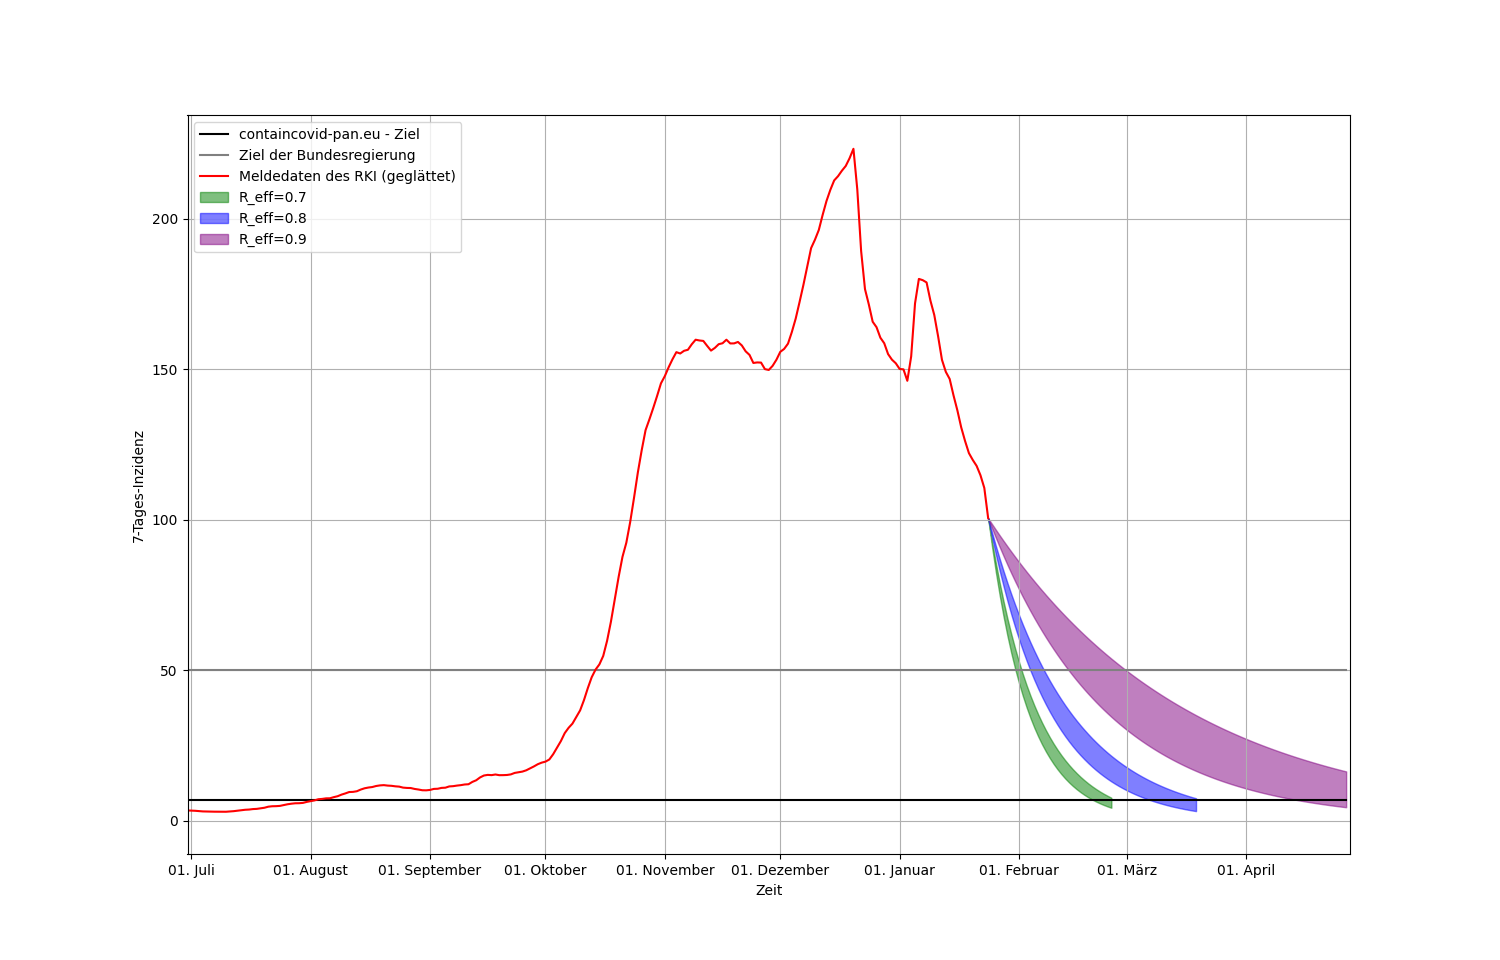 containcovid-pan.eu - Ziel
Ziel der Bundesregierung
Meldedaten des RKI (geglättet)
R_eff=0.7
R_eff=0.8
R_eff=0.9
200
150
100
50
0
7-Tages-Inzidenz
01. Juli 01. August 01. September 01. Oktober 01. November 01. Dezember 01. Januar 01. Februar 01. März 01. April
Zeit